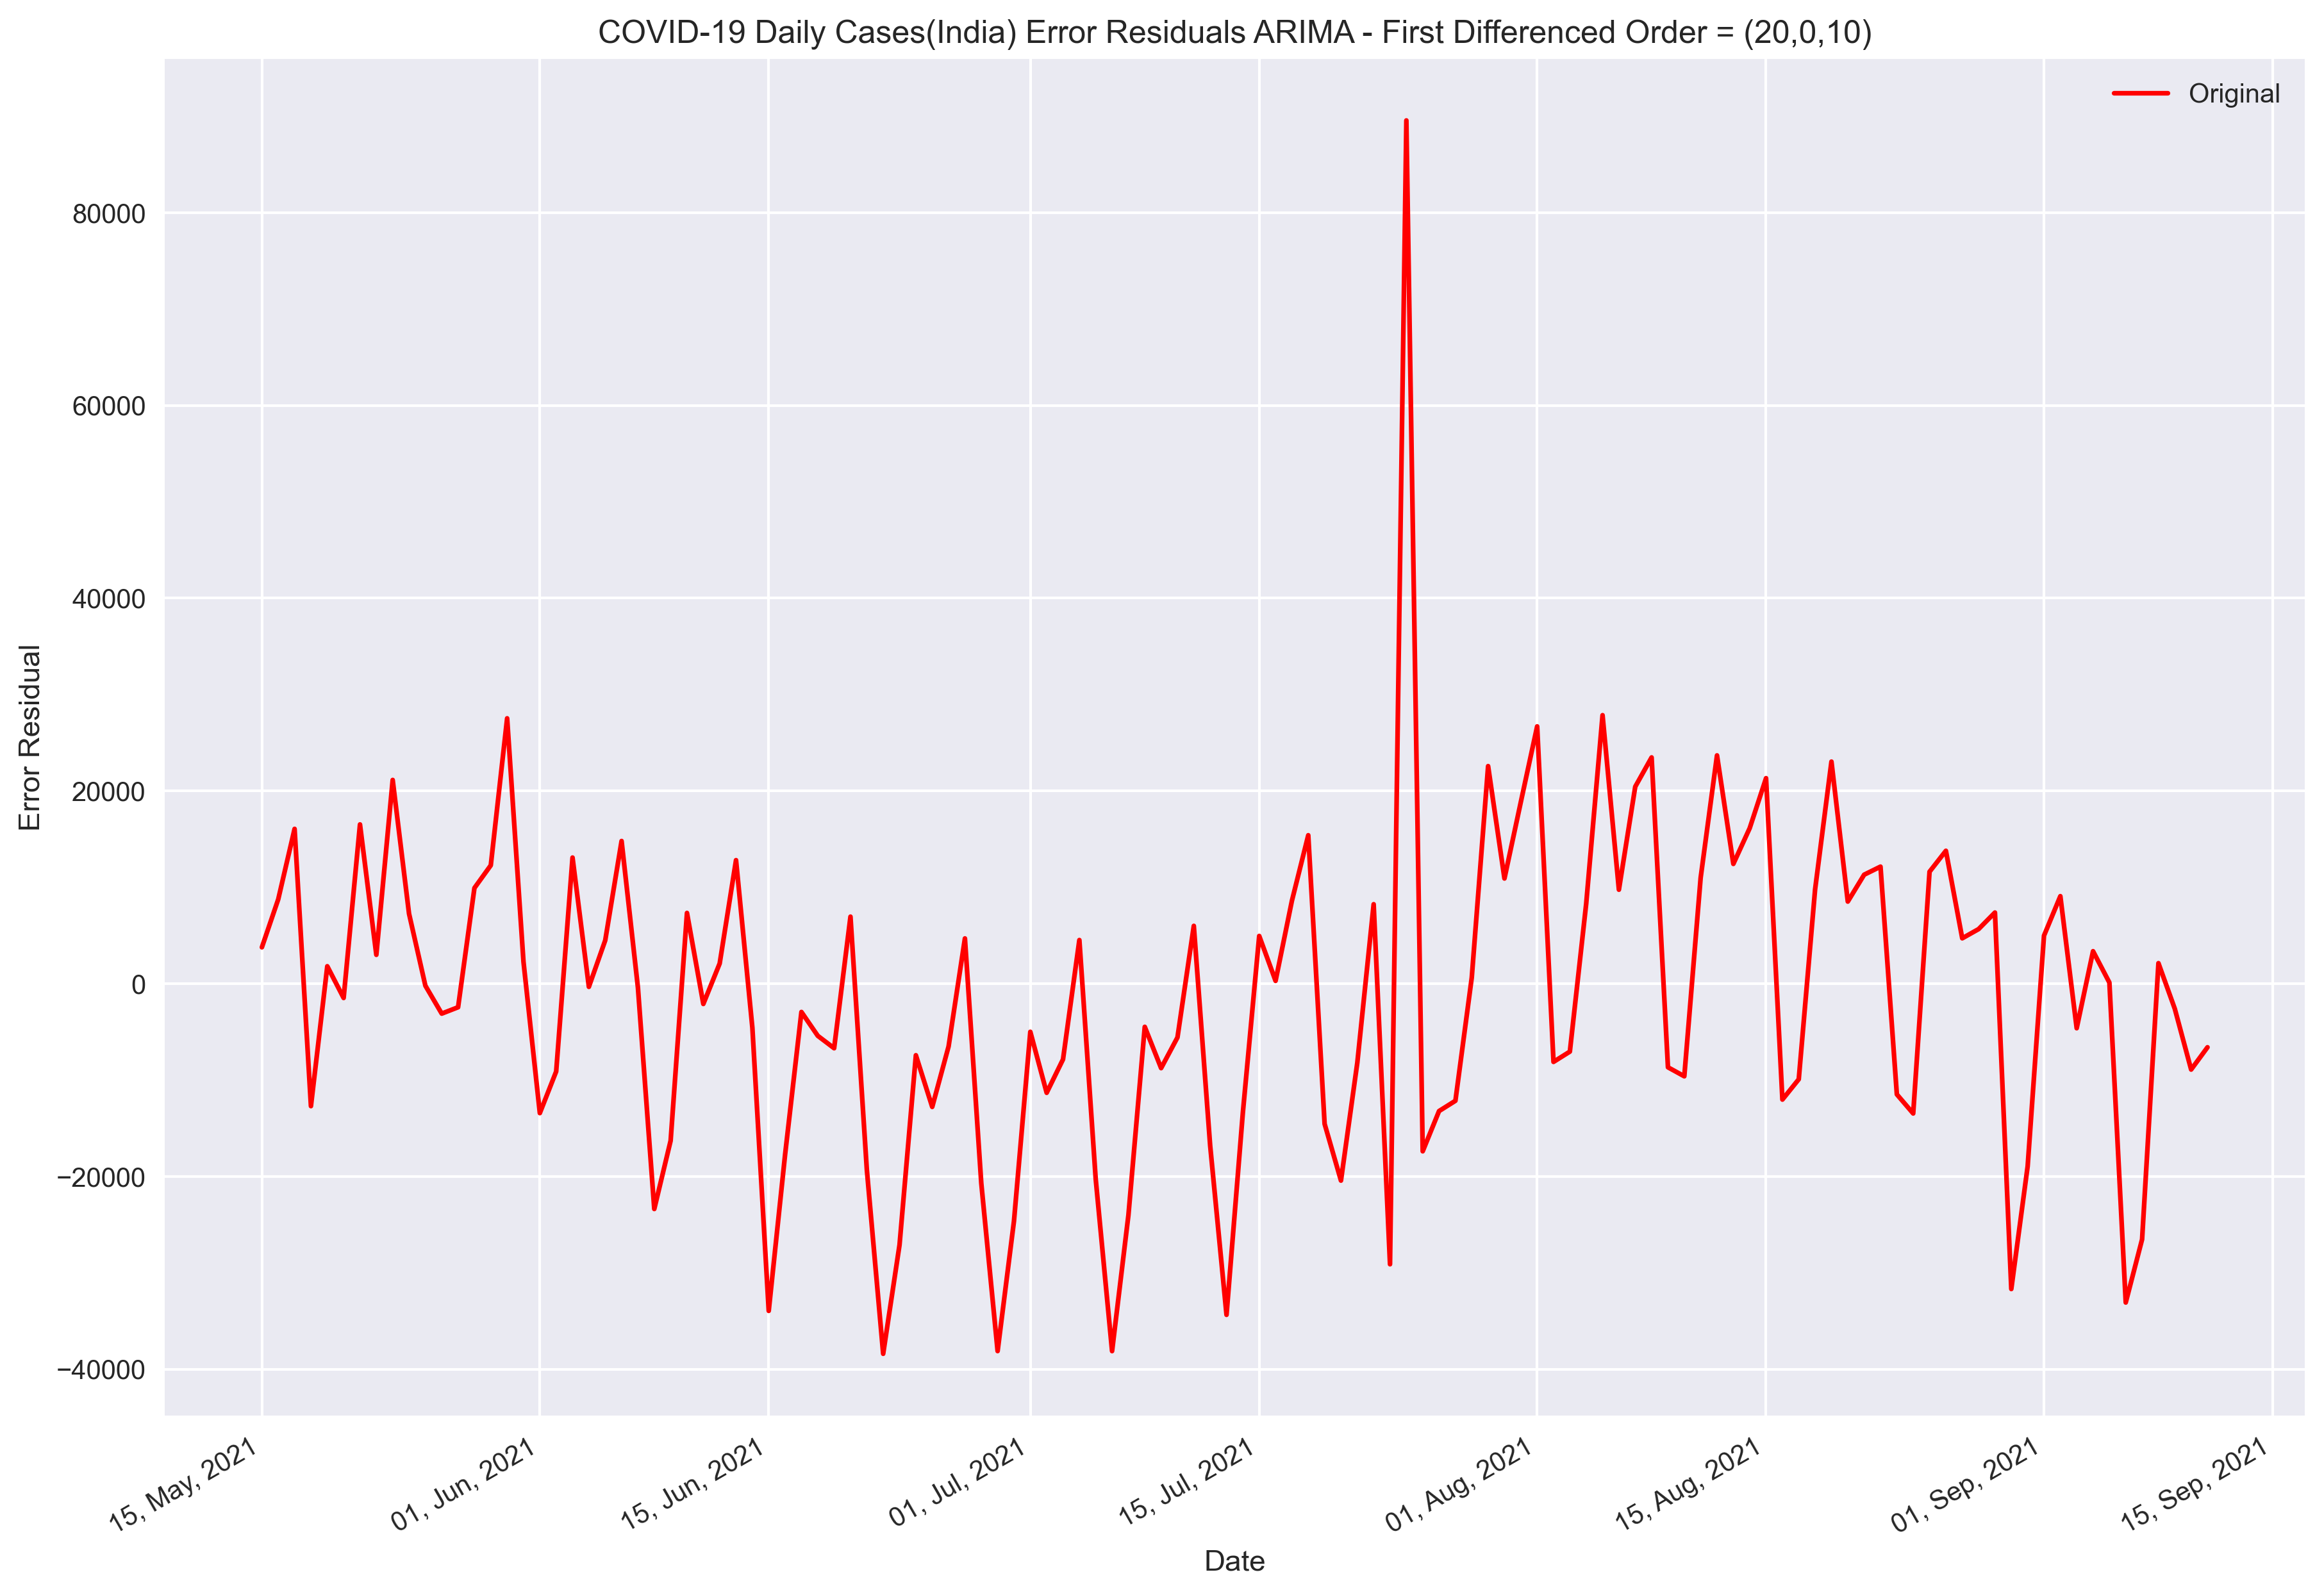 COVID-19 Daily Cases(India) Error Residuals ARIMA - First Differenced Order = (20,0,10)
Original
80000
60000
40000
20000
0
−20000
−40000
Error Residual
15, May, 2021
01, Jun, 2021
15, Jun, 2021
01, Jul, 2021
15, Jul, 2021
01, Aug, 2021
15, Aug, 2021
01, Sep, 2021
15, Sep, 2021
Date